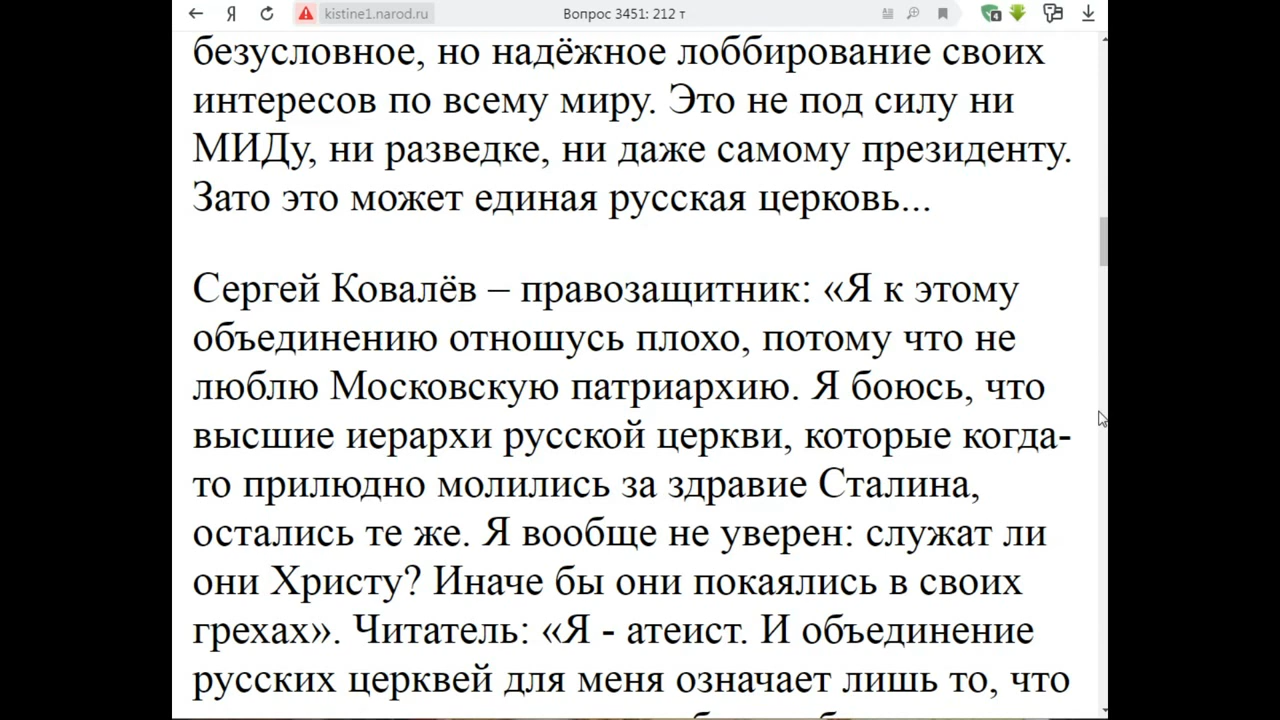 Я kistine1.narod.ru Вопрос 3451: 212 т 4
безусловное, но надёжное лоббирование своих
интересов по всему миру. Это не под силу ни
МИДу, ни разведке, ни даже самому президенту.
Зато это может единая русская церковь...
Сергей Ковалёв – правозащитник: «Я к этому
объединению отношусь плохо, потому что не
люблю Московскую патриархию. Я боюсь, что
высшие иерархи русской церкви, которые когда-
то прилюдно молились за здравие Сталина,
остались те же. Я вообще не уверен: служат ли
они Христу? Иначе бы они покаялись в своих
грехах». Читатель: «Я - атеист. И объединение
русских церквей для меня означает лишь то, что